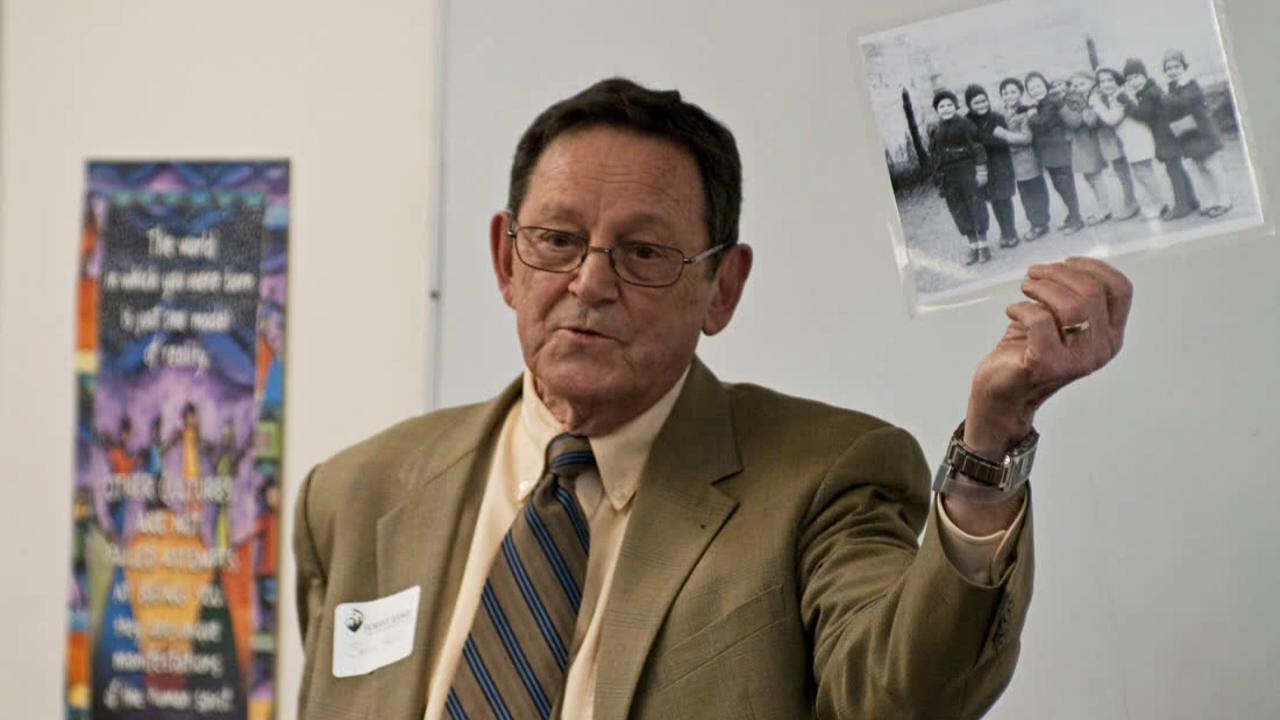 The world
in which you were born
is just one model
of reality.
OTHER CULTURES
ARE NOT
FAILED ATTEMPTS
AT BEING YOU.
They are unique
manifestations
of the human spirit.